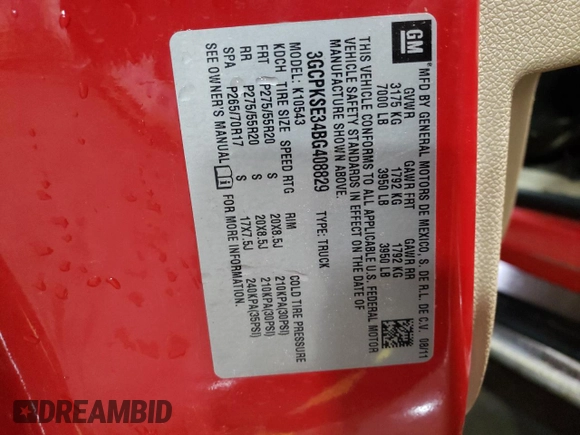 GM
MFD BY GENERAL MOTORS DE MEXICO, S. DE R.L. DE C.V. 08/11
GVWR GAWR FRT GAWR RR
3175 KG 1792 KG 1792 KG
7000 LB 3950 LB 3950 LB
THIS VEHICLE CONFORMS TO ALL APPLICABLE U.S. FEDERAL MOTOR
VEHICLE SAFETY STANDARDS IN EFFECT ON THE DATE OF
MANUFACTURE SHOWN ABOVE.
3GCPKSE34BG408829 TYPE: TRUCK
MODEL: K10543
KDCH TIRE SIZE SPEED RTG RIM COLD TIRE PRESSURE
FRT P275/55R20 S 20X8.5J 210KPA(30PSI)
RR P275/55R20 S 20X8.5J 210KPA(30PSI)
SPA P265/70R17 S 17X7.5J 240KPA(35PSI)
SEE OWNER'S MANUAL FOR MORE INFORMATION.
DREAMBID